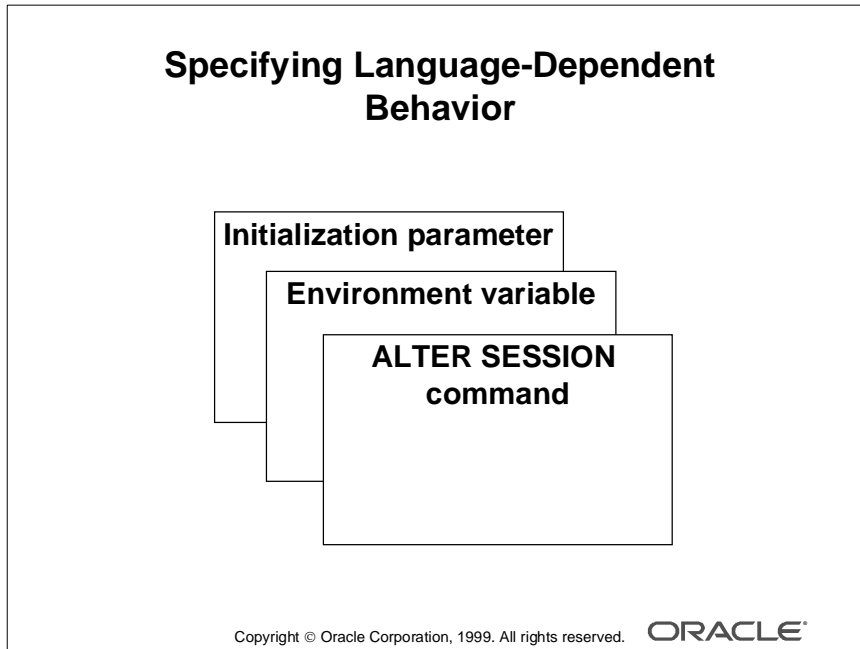 Specifying Language-Dependent
Behavior
Initialization parameter
Environment variable
ALTER SESSION
command
Copyright © Oracle Corporation, 1999. All rights reserved.
ORACLE®